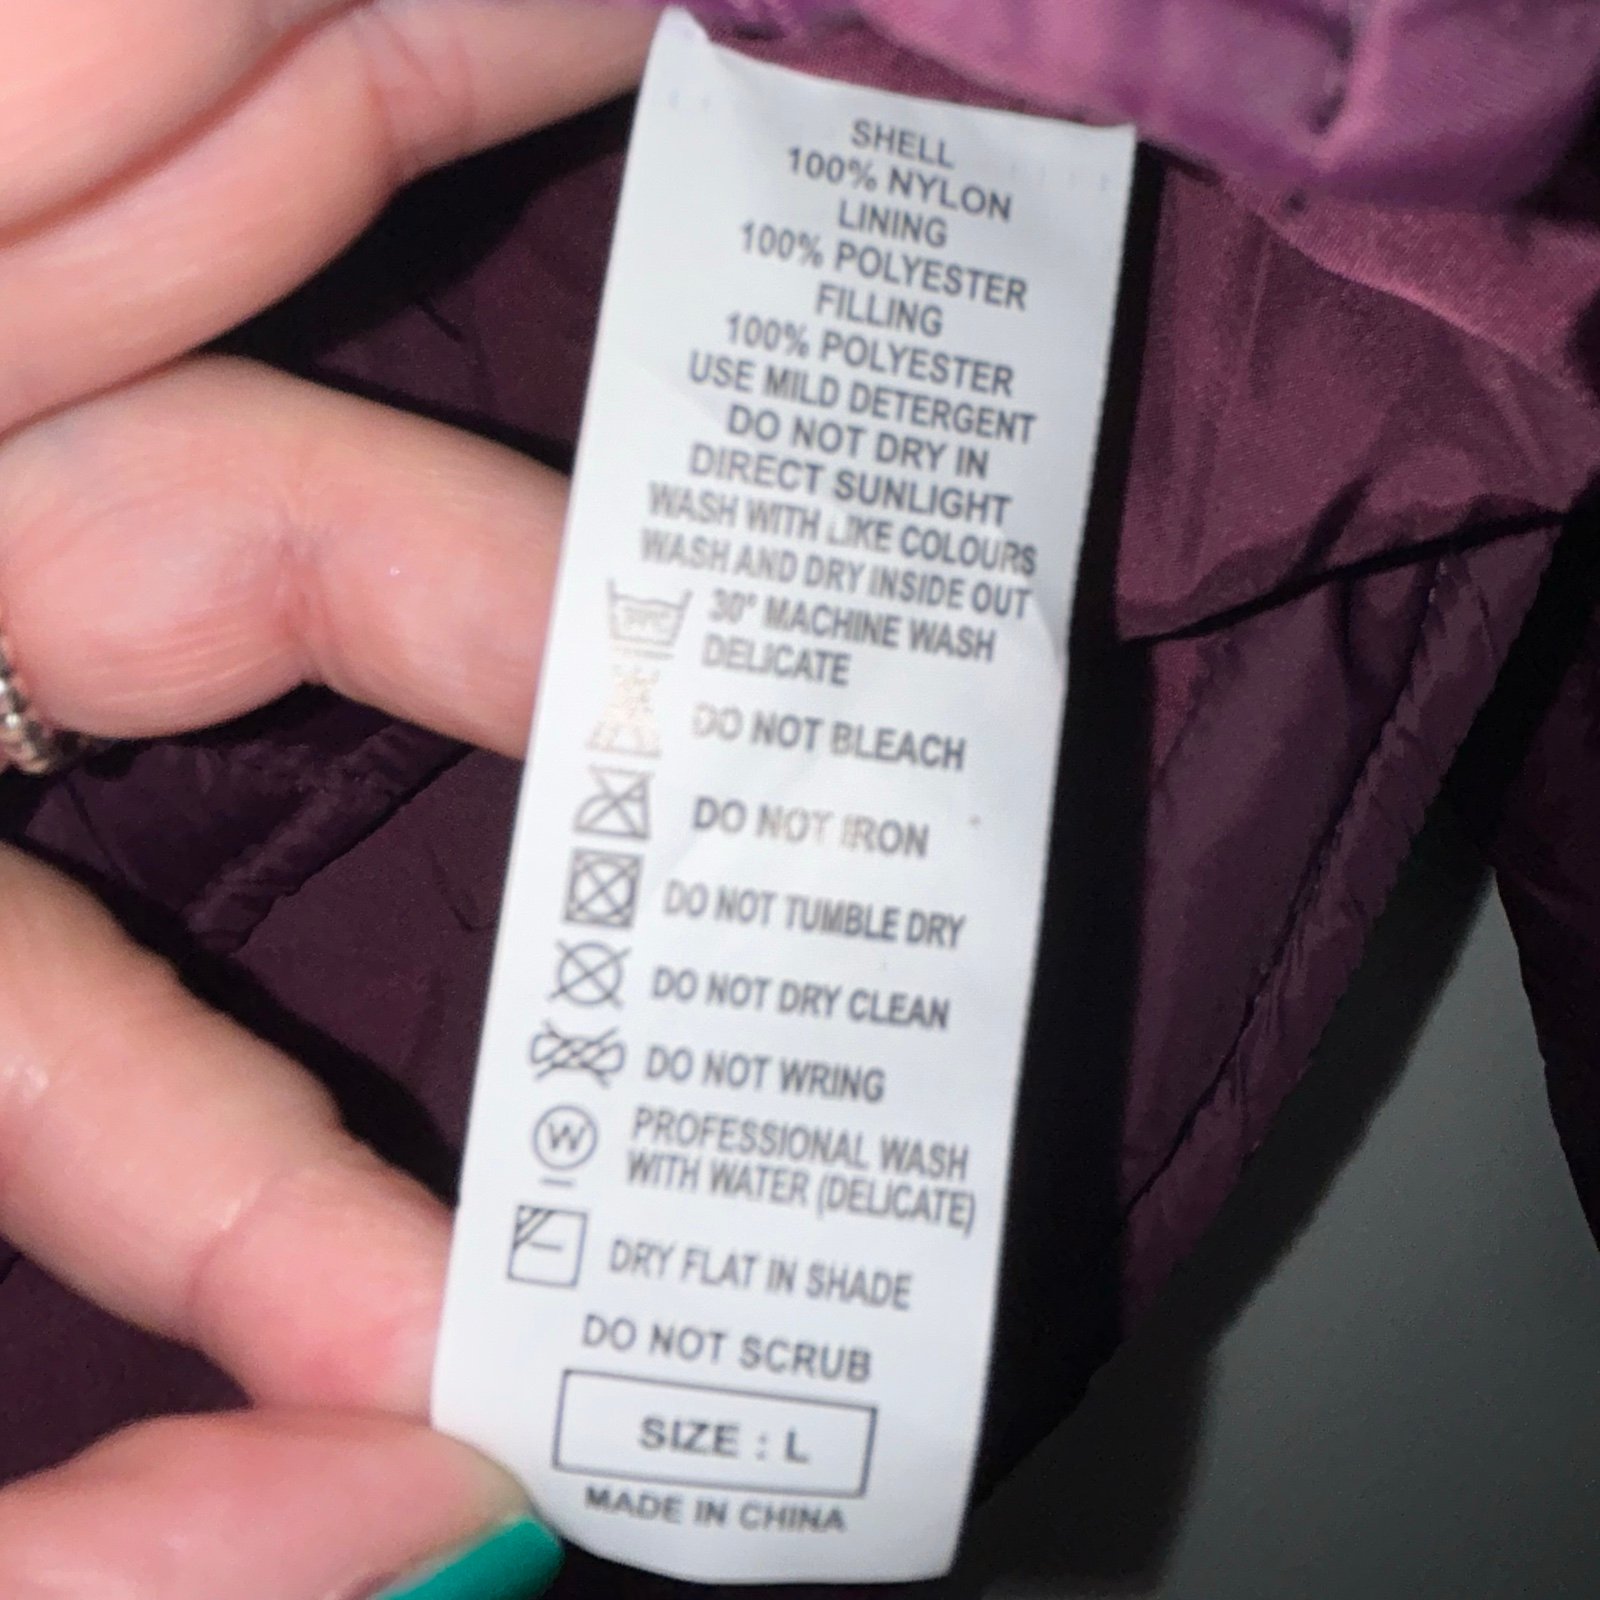 SHELL
100% NYLON
LINING
100% POLYESTER
FILLING
100% POLYESTER
USE MILD DETERGENT
DO NOT DRY IN
DIRECT SUNLIGHT
WASH WITH LIKE COLOURS
WASH AND DRY INSIDE OUT
30° MACHINE WASH
DELICATE
DO NOT BLEACH
DO NOT IRON
DO NOT TUMBLE DRY
DO NOT DRY CLEAN
DO NOT WRING
W PROFESSIONAL WASH
WITH WATER (DELICATE)
DRY FLAT IN SHADE
DO NOT SCRUB
SIZE : L
MADE IN CHINA